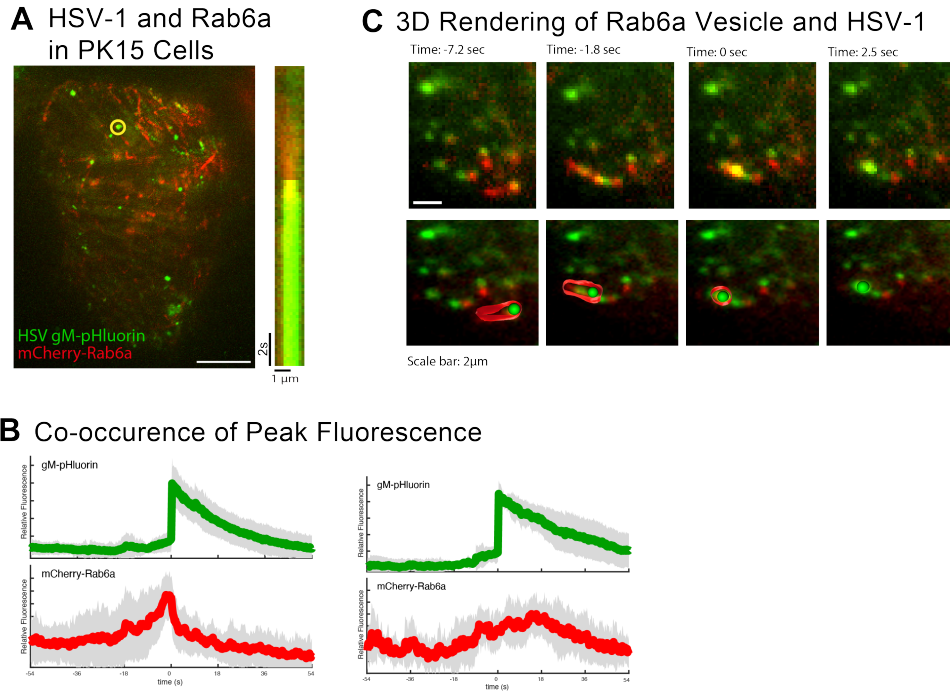 A HSV-1 and Rab6a
in PK15 Cells
HSV gM-pHluorin
mCherry-Rab6a
2s
1 μm
C 3D Rendering of Rab6a Vesicle and HSV-1
Time: -7.2 sec
Time: -1.8 sec
Time: 0 sec
Time: 2.5 sec
Scale bar: 2μm
B Co-occurence of Peak Fluorescence
gM-pHluorin
Relative Fluorescence
mCherry-Rab6a
Relative Fluorescence
-54 -36 -18 0 18 36 54
time (s)
gM-pHluorin
Relative Fluorescence
mCherry-Rab6a
Relative Fluorescence
-54 -36 -18 0 16 36 54
time (s)